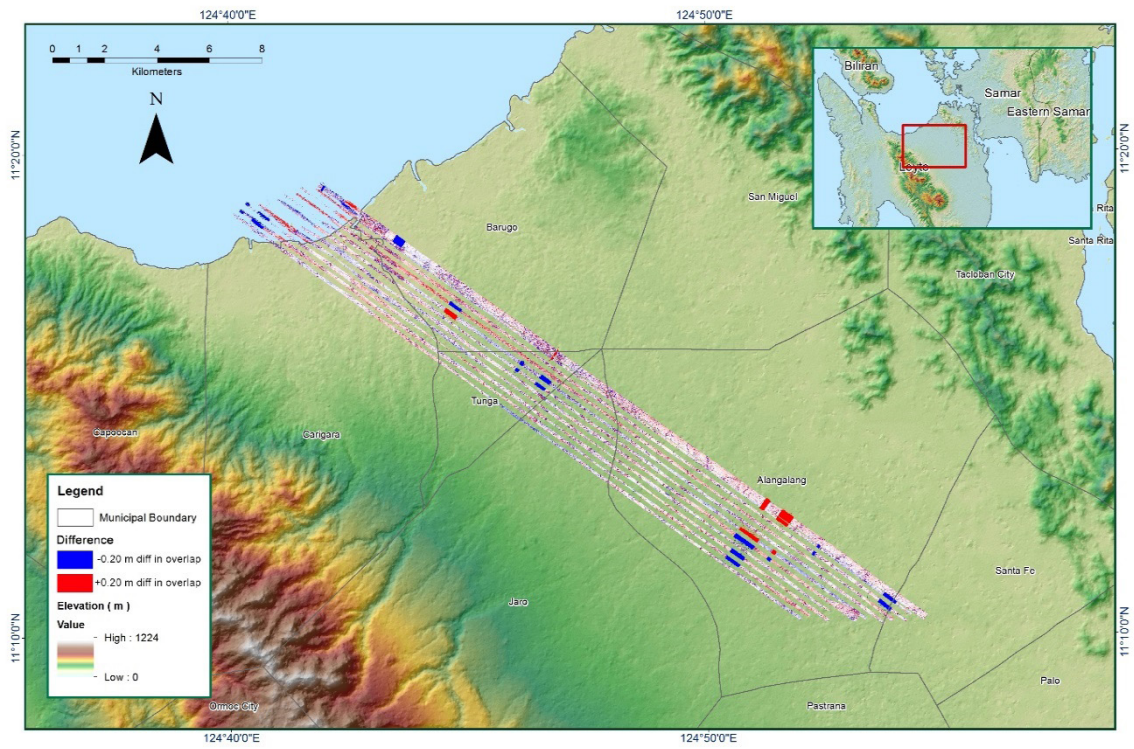 124°40'0"E
124°50'0"E
0 1 2 4 6 8
Kilometers
N
Biliran
Samar
Eastern Samar
Leyte
11°20'0"N
11°20'0"N
San Miguel
Rita
Barugo
Santa Rita
Tacloban City
Tunga
Capoocan
Carigara
Alangalang
Legend
Municipal Boundary
Difference
-0.20 m diff in overlap
+0.20 m diff in overlap
Elevation ( m )
Value
High : 1224
Low : 0
Santa Fe
Jaro
11°10'0"N
11°10'0"N
Palo
Ormoc City
Pastrana
124°40'0"E
124°50'0"E